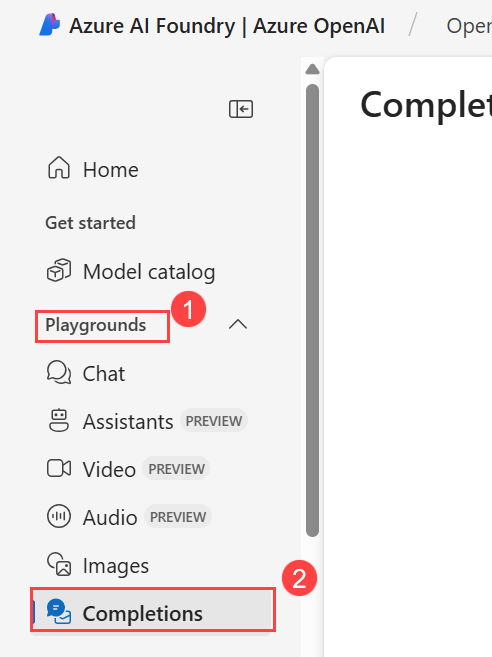 Azure AI Foundry | Azure OpenAI / Oper
Complet
Home
Get started
Model catalog
Playgrounds 1
Chat
Assistants PREVIEW
Video PREVIEW
Audio PREVIEW
Images
2
Completions